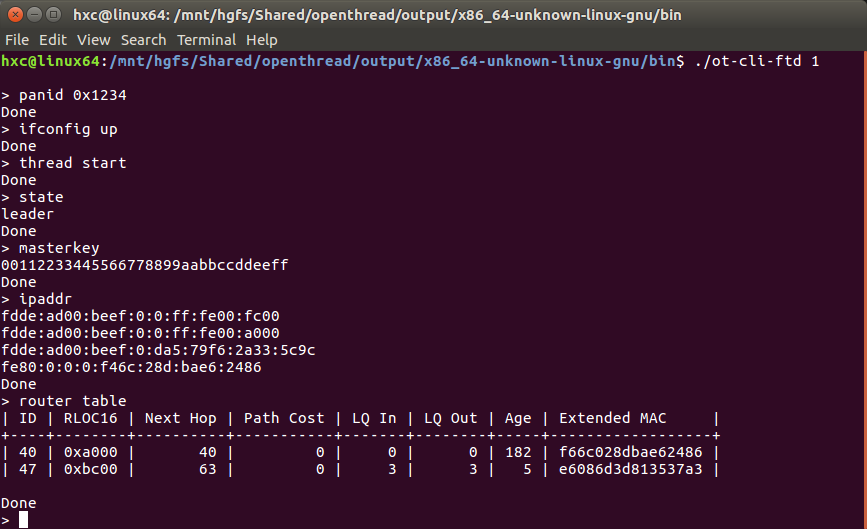 hxc@linux64: /mnt/hgfs/Shared/openthread/output/x86_64-unknown-linux-gnu/bin
File Edit View Search Terminal Help
hxc@linux64:/mnt/hgfs/Shared/openthread/output/x86_64-unknown-linux-gnu/bin$ ./ot-cli-ftd 1
> panid 0x1234
Done
> ifconfig up
Done
> thread start
Done
> state
leader
Done
> masterkey
00112233445566778899aabbccddeeff
Done
> ipaddr
fdde:ad00:beef:0:0:ff:fe00:fc00
fdde:ad00:beef:0:0:ff:fe00:a000
fdde:ad00:beef:0:da5:79f6:2a33:5c9c
fe80:0:0:0:f46c:28d:bae6:2486
Done
> router table
| ID | RLOC16 | Next Hop | Path Cost | LQ In | LQ Out | Age | Extended MAC     |
+----+--------+----------+-----------+-------+--------+-----+------------------+
| 40 | 0xa000 |       40 |         0 |     0 |      0 | 182 | f66c028dbae62486 |
| 47 | 0xbc00 |       63 |         0 |     3 |      3 |   5 | e6086d3d813537a3 |
Done
>